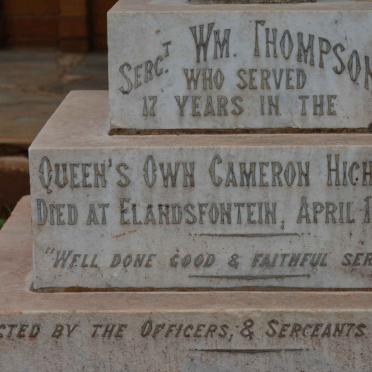 Sergt Wm. Thompson
who served
17 years in the
Queen's Own Cameron High
Died at Elandsfontein, April 1
"Well done good & faithful ser
cted by the Officers, & Sergeants